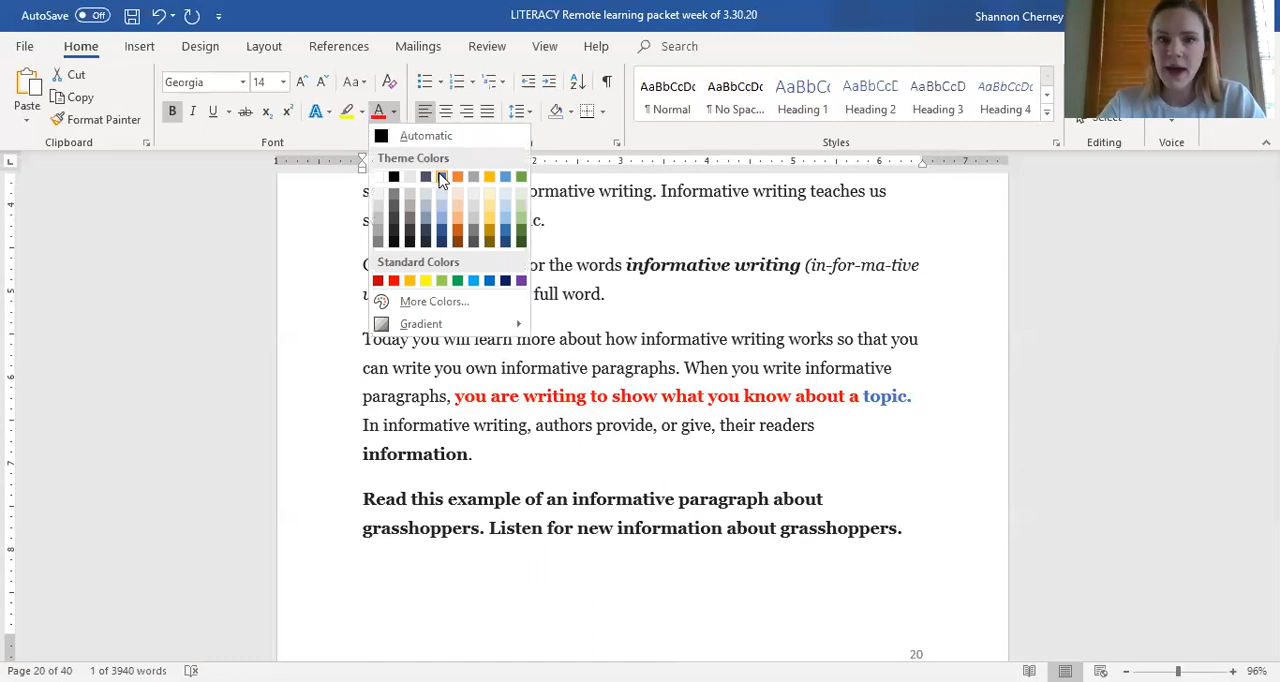 AutoSave Off LITERACY Remote learning packet week of 3.30.20 Shannon Cherney
File Home Insert Design Layout References Mailings Review View Help Search
Cut
Copy
Paste
Format Painter
Clipboard
Georgia 14
Font
Automatic
Theme Colors
Standard Colors
More Colors...
Gradient
AaBbCcDc AaBbCcDc AaBbCc AaBbCcC AaBbCcD AaBbCcDc
¶ Normal ¶ No Spac... Heading 1 Heading 2 Heading 3 Heading 4
Styles
Editing
Voice
formative writing. Informative writing teaches us
or the words informative writing (in-for-ma-tive
full word.
Today you will learn more about how informative writing works so that you
can write you own informative paragraphs. When you write informative
paragraphs, you are writing to show what you know about a topic.
In informative writing, authors provide, or give, their readers
information.
Read this example of an informative paragraph about
grasshoppers. Listen for new information about grasshoppers.
20
Page 20 of 40 1 of 3940 words 96%